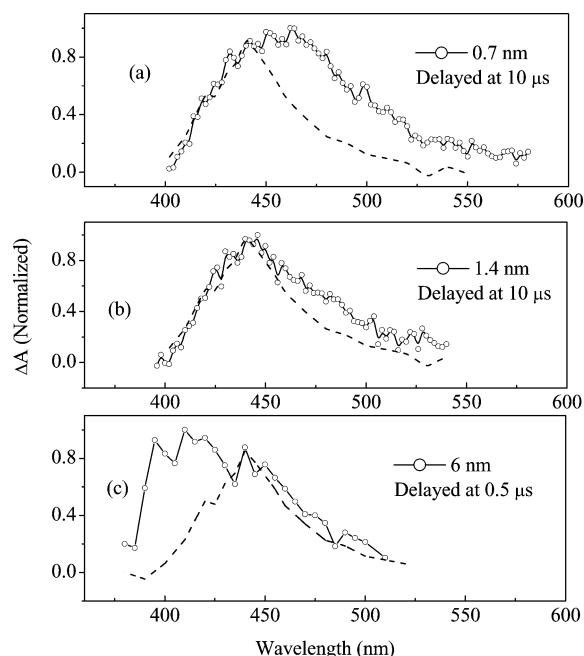 0.8
0.4
0.0
(a)
0.7 nm
Delayed at 10 μs
400 450 500 550 600
ΔA (Normalized)
0.8
0.4
0.0
(b)
1.4 nm
Delayed at 10 μs
400 450 500 550 600
0.8
0.4
0.0
(c)
6 nm
Delayed at 0.5 μs
400 450 500 550 600
Wavelength (nm)